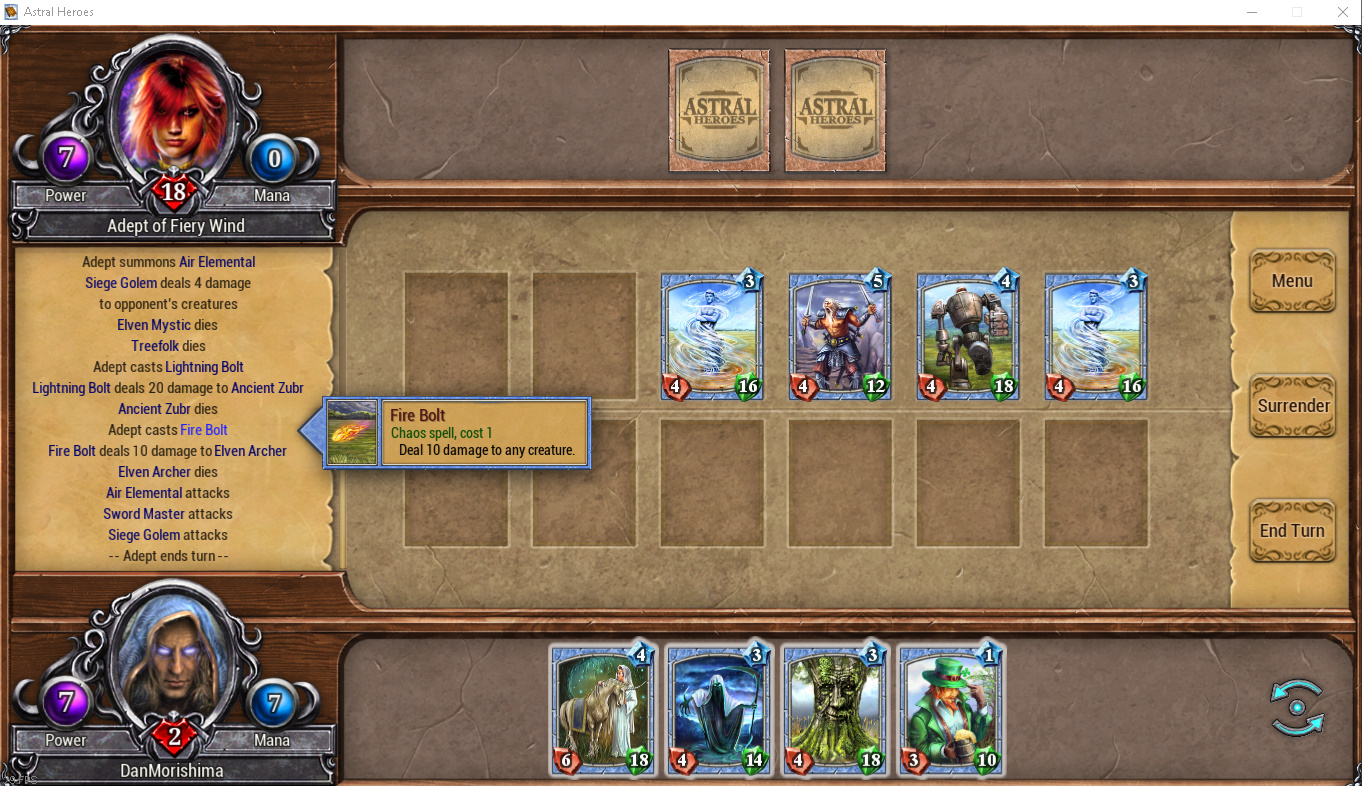 Astral Heroes
ASTRAL
HEROES
ASTRAL
HEROES
7
0
Power
18
Mana
Adept of Fiery Wind
Adept summons Air Elemental
Siege Golem deals 4 damage
to opponent's creatures
Elven Mystic dies
Treefolk dies
Adept casts Lightning Bolt
Lightning Bolt deals 20 damage to Ancient Zubr
Ancient Zubr dies
Adept casts Fire Bolt
Fire Bolt deals 10 damage to Elven Archer
Elven Archer dies
Air Elemental attacks
Sword Master attacks
Siege Golem attacks
-- Adept ends turn --
Fire Bolt
Chaos spell, cost 1
Deal 10 damage to any creature.
3
4
16
5
4
12
4
4
18
3
4
16
Menu
Surrender
End Turn
7
7
Power
2
Mana
DanMorishima
4
6
18
3
4
14
3
4
18
1
3
10